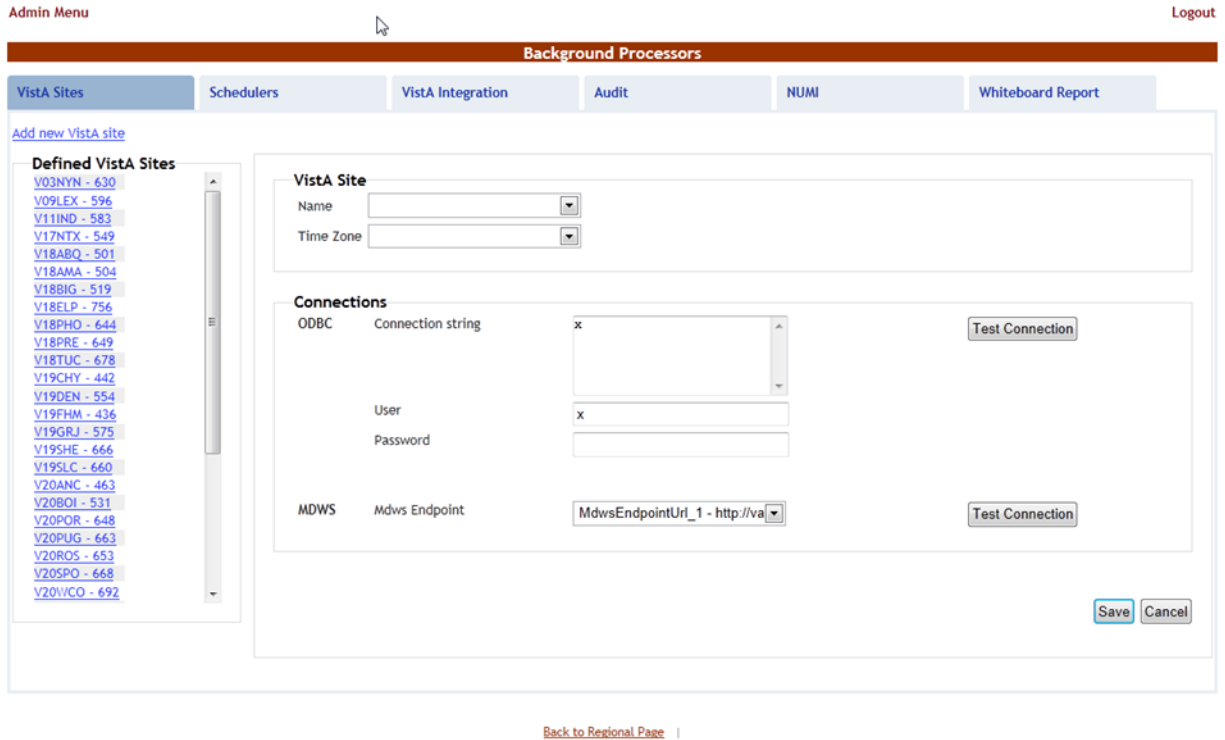 Admin Menu Logout
Background Processors
VistA Sites Schedulers VistA Integration Audit NUMI Whiteboard Report
Add new VistA site
Defined VistA Sites
V03NYN - 630
V09LEX - 596
V11IND - 583
V17NTX - 549
V18ABQ - 501
V18AMA - 504
V18BIG - 519
V18ELP - 756
V18PHO - 644
V18PRE - 649
V18TUC - 678
V19CHY - 442
V19DEN - 554
V19FHM - 436
V19GRJ - 575
V19SHE - 666
V19SLC - 660
V20ANC - 463
V20BOI - 531
V20POR - 648
V20PUG - 663
V20ROS - 653
V20SPO - 668
V20WCO - 692
VistA Site
Name
Time Zone
Connections
ODBC Connection string x Test Connection
User x
Password
MDWS Mdws Endpoint MdwsEndpointUrl_1 - http://va Test Connection
Save Cancel
Back to Regional Page |